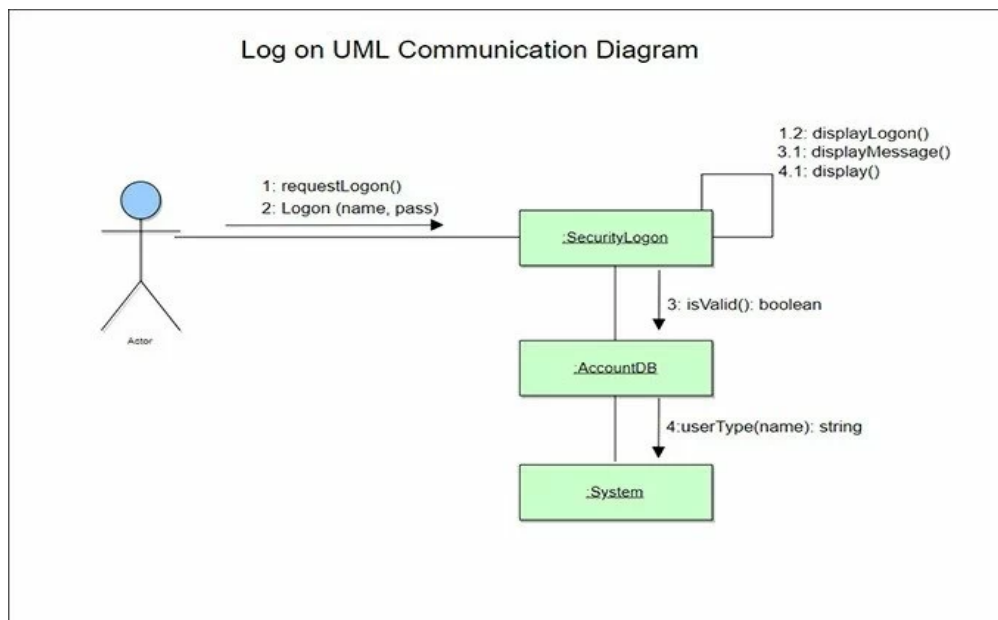 Log on UML Communication Diagram
1.2: displayLogon()
3.1: displayMessage()
4.1: display()
1: requestLogon()
2: Logon (name, pass)
:SecurityLogon
3: isValid(): boolean
Actor
:AccountDB
4:userType(name): string
:System